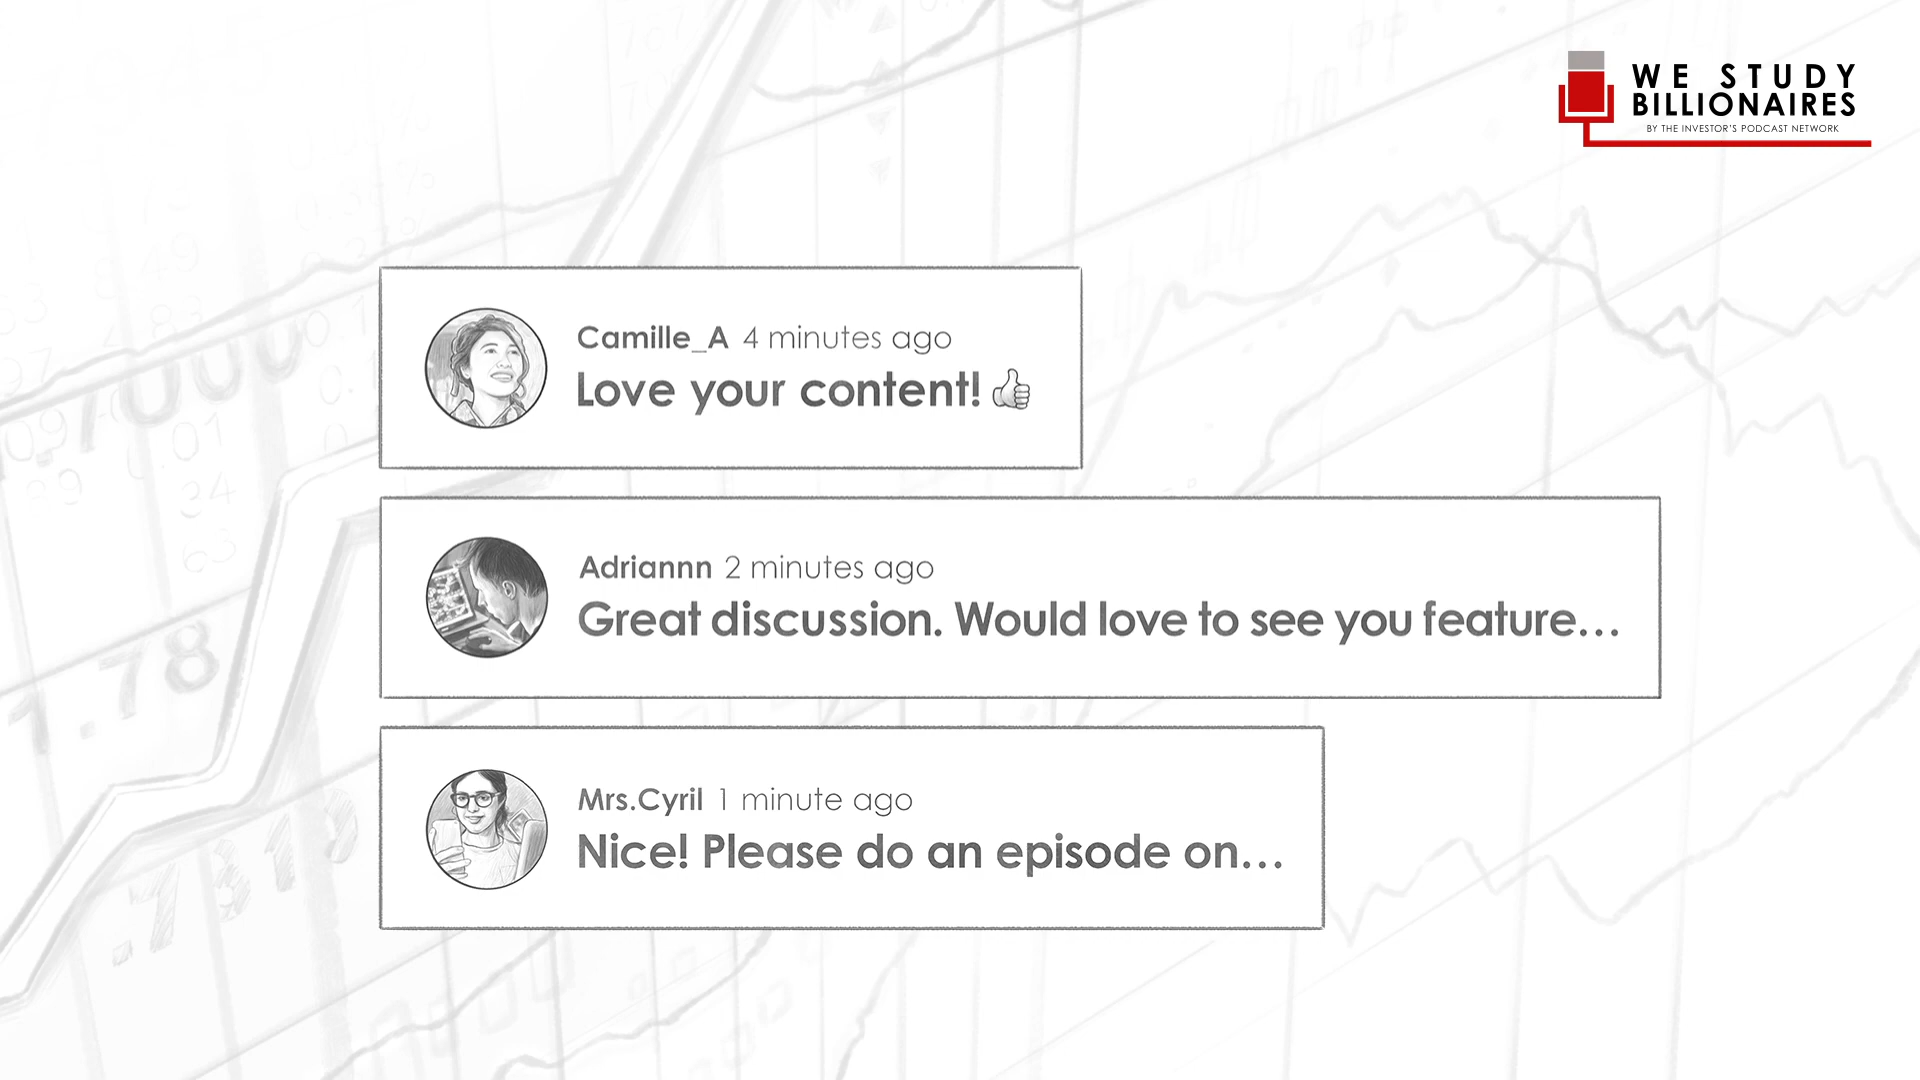 WE STUDY
BILLIONAIRES
BY THE INVESTOR'S PODCAST NETWORK
Camille_A 4 minutes ago
Love your content! 👍
Adriannn 2 minutes ago
Great discussion. Would love to see you feature...
Mrs.Cyril 1 minute ago
Nice! Please do an episode on...
1.78